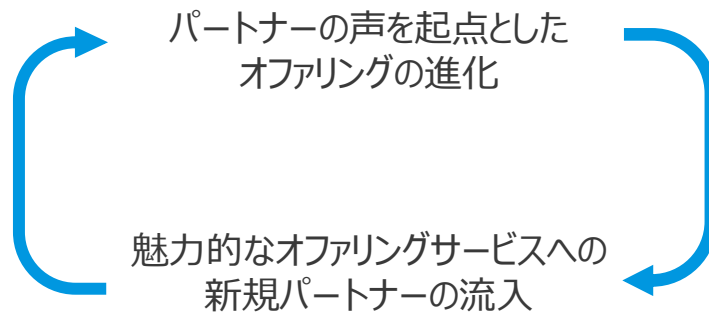 パートナーの声を起点とした
オファリングの進化
魅力的なオファリングサービスへの
新規パートナーの流入